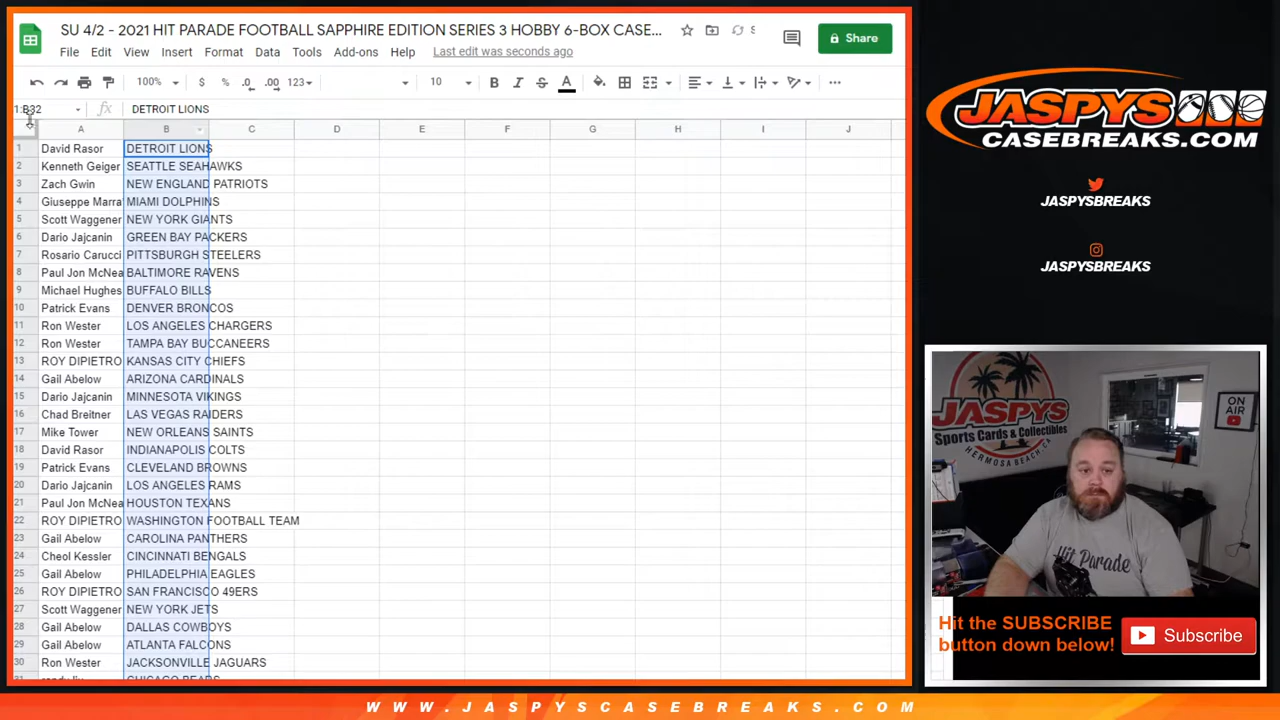 SU 4/2 - 2021 HIT PARADE FOOTBALL SAPPHIRE EDITION SERIES 3 HOBBY 6-BOX CASE...
Share
File Edit View Insert Format Data Tools Add-ons Help Last edit was seconds ago
100% $ % .0 .00 123 10 B I S A
1:B32 fx DETROIT LIONS
A B C D E F G H I J
1 David Rasor DETROIT LIONS
2 Kenneth Geiger SEATTLE SEAHAWKS
3 Zach Gwin NEW ENGLAND PATRIOTS
4 Giuseppe Marra MIAMI DOLPHINS
5 Scott Waggener NEW YORK GIANTS
6 Dario Jajcanin GREEN BAY PACKERS
7 Rosario Carucci PITTSBURGH STEELERS
8 Paul Jon McNea BALTIMORE RAVENS
9 Michael Hughes BUFFALO BILLS
10 Patrick Evans DENVER BRONCOS
11 Ron Wester LOS ANGELES CHARGERS
12 Ron Wester TAMPA BAY BUCCANEERS
13 ROY DIPIETRO KANSAS CITY CHIEFS
14 Gail Abelow ARIZONA CARDINALS
15 Dario Jajcanin MINNESOTA VIKINGS
16 Chad Breitner LAS VEGAS RAIDERS
17 Mike Tower NEW ORLEANS SAINTS
18 David Rasor INDIANAPOLIS COLTS
19 Patrick Evans CLEVELAND BROWNS
20 Dario Jajcanin LOS ANGELES RAMS
21 Paul Jon McNea HOUSTON TEXANS
22 ROY DIPIETRO WASHINGTON FOOTBALL TEAM
23 Gail Abelow CAROLINA PANTHERS
24 Cheol Kessler CINCINNATI BENGALS
25 Gail Abelow PHILADELPHIA EAGLES
26 ROY DIPIETRO SAN FRANCISCO 49ERS
27 Scott Waggener NEW YORK JETS
28 Gail Abelow DALLAS COWBOYS
29 Gail Abelow ATLANTA FALCONS
30 Ron Wester JACKSONVILLE JAGUARS
CHICAGO BEARS
JASPYS
CASEBREAKS.COM
JASPYSBREAKS
JASPYSBREAKS
JASPYS
Sports Cards & Collectibles
HERMOSA BEACH, CA
ON AIR
Hit Parade
Hit the SUBSCRIBE
button down below!
Subscribe
WWW.JASPYSCASEBREAKS.COM